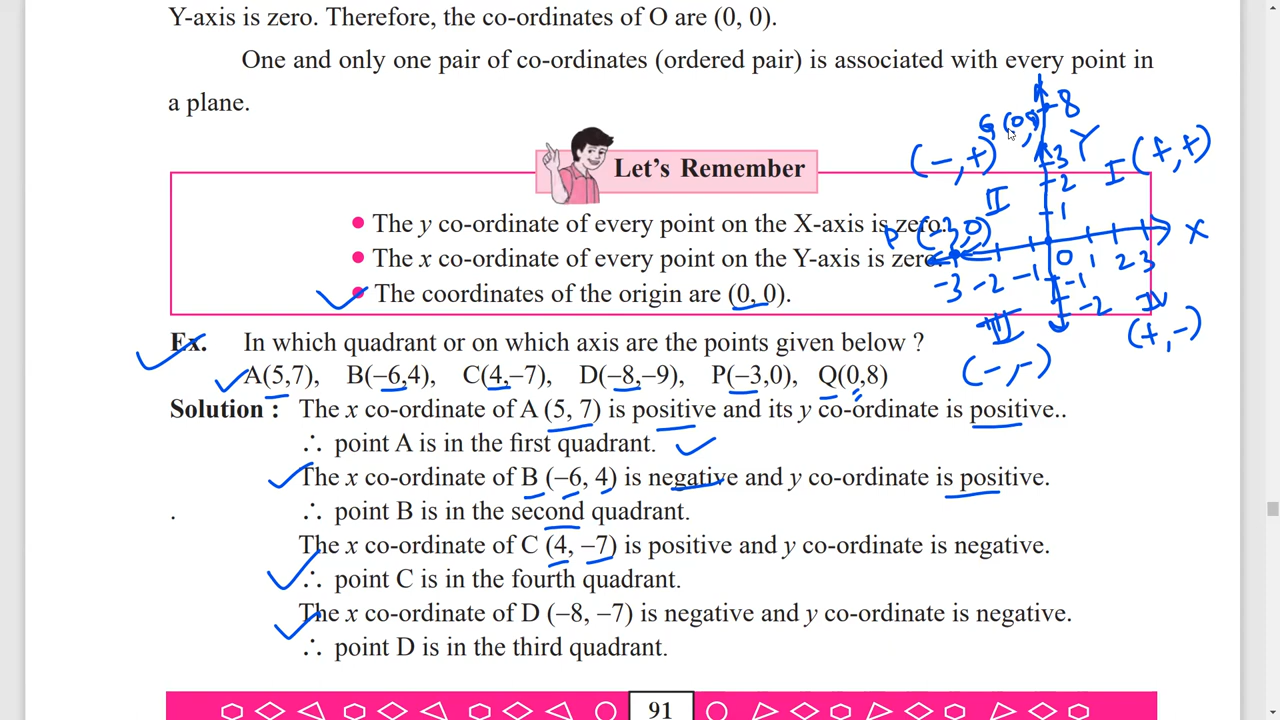 Y-axis is zero. Therefore, the co-ordinates of O are (0, 0).
One and only one pair of co-ordinates (ordered pair) is associated with every point in
a plane.
Let's Remember
• The y co-ordinate of every point on the X-axis is zero.
• The x co-ordinate of every point on the Y-axis is zero.
• The coordinates of the origin are (0, 0).
Ex. In which quadrant or on which axis are the points given below ?
A(5,7), B(−6,4), C(4,−7), D(−8,−9), P(−3,0), Q(0,8)
Solution : The x co-ordinate of A (5, 7) is positive and its y co-ordinate is positive..
∴ point A is in the first quadrant.
The x co-ordinate of B (−6, 4) is negative and y co-ordinate is positive.
. ∴ point B is in the second quadrant.
The x co-ordinate of C (4, −7) is positive and y co-ordinate is negative.
∴ point C is in the fourth quadrant.
The x co-ordinate of D (−8, −7) is negative and y co-ordinate is negative.
∴ point D is in the third quadrant.
91
8
(−,+) 3 Y I (+,+)
II 2
1
P (−3,0) X
−3 −2 −1 0 1 2 3
−1
−2 IV
III (+,−)
(−,−)